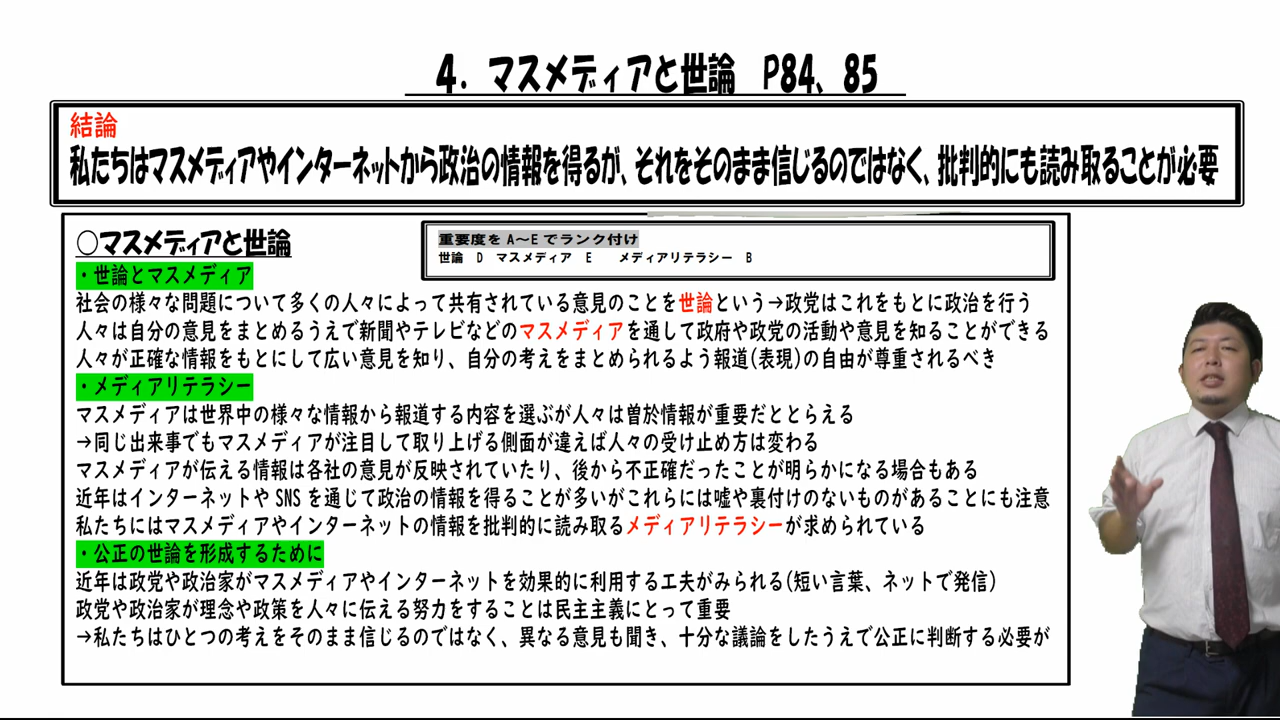 4. マスメディアと世論 P84、85
結論
私たちはマスメディアやインターネットから政治の情報を得るが、それをそのまま信じるのではなく、批判的にも読み取ることが必要
○マスメディアと世論
重要度をA～Eでランク付け
世論 D マスメディア E メディアリテラシー B
・世論とマスメディア
社会の様々な問題について多くの人々によって共有されている意見のことを世論という→政党はこれをもとに政治を行う
人々は自分の意見をまとめるうえで新聞やテレビなどのマスメディアを通して政府や政党の活動や意見を知ることができる
人々が正確な情報をもとにして広い意見を知り、自分の考えをまとめられるよう報道(表現)の自由が尊重されるべき
・メディアリテラシー
マスメディアは世界中の様々な情報から報道する内容を選ぶが人々は曽於情報が重要だととらえる
→同じ出来事でもマスメディアが注目して取り上げる側面が違えば人々の受け止め方は変わる
マスメディアが伝える情報は各社の意見が反映されていたり、後から不正確だったことが明らかになる場合もある
近年はインターネットやSNSを通じて政治の情報を得ることが多いがこれらには嘘や裏付けのないものがあることにも注意
私たちにはマスメディアやインターネットの情報を批判的に読み取るメディアリテラシーが求められている
・公正の世論を形成するために
近年は政党や政治家がマスメディアやインターネットを効果的に利用する工夫がみられる(短い言葉、ネットで発信)
政党や政治家が理念や政策を人々に伝える努力をすることは民主主義にとって重要
→私たちはひとつの考えをそのまま信じるのではなく、異なる意見も聞き、十分な議論をしたうえで公正に判断する必要が